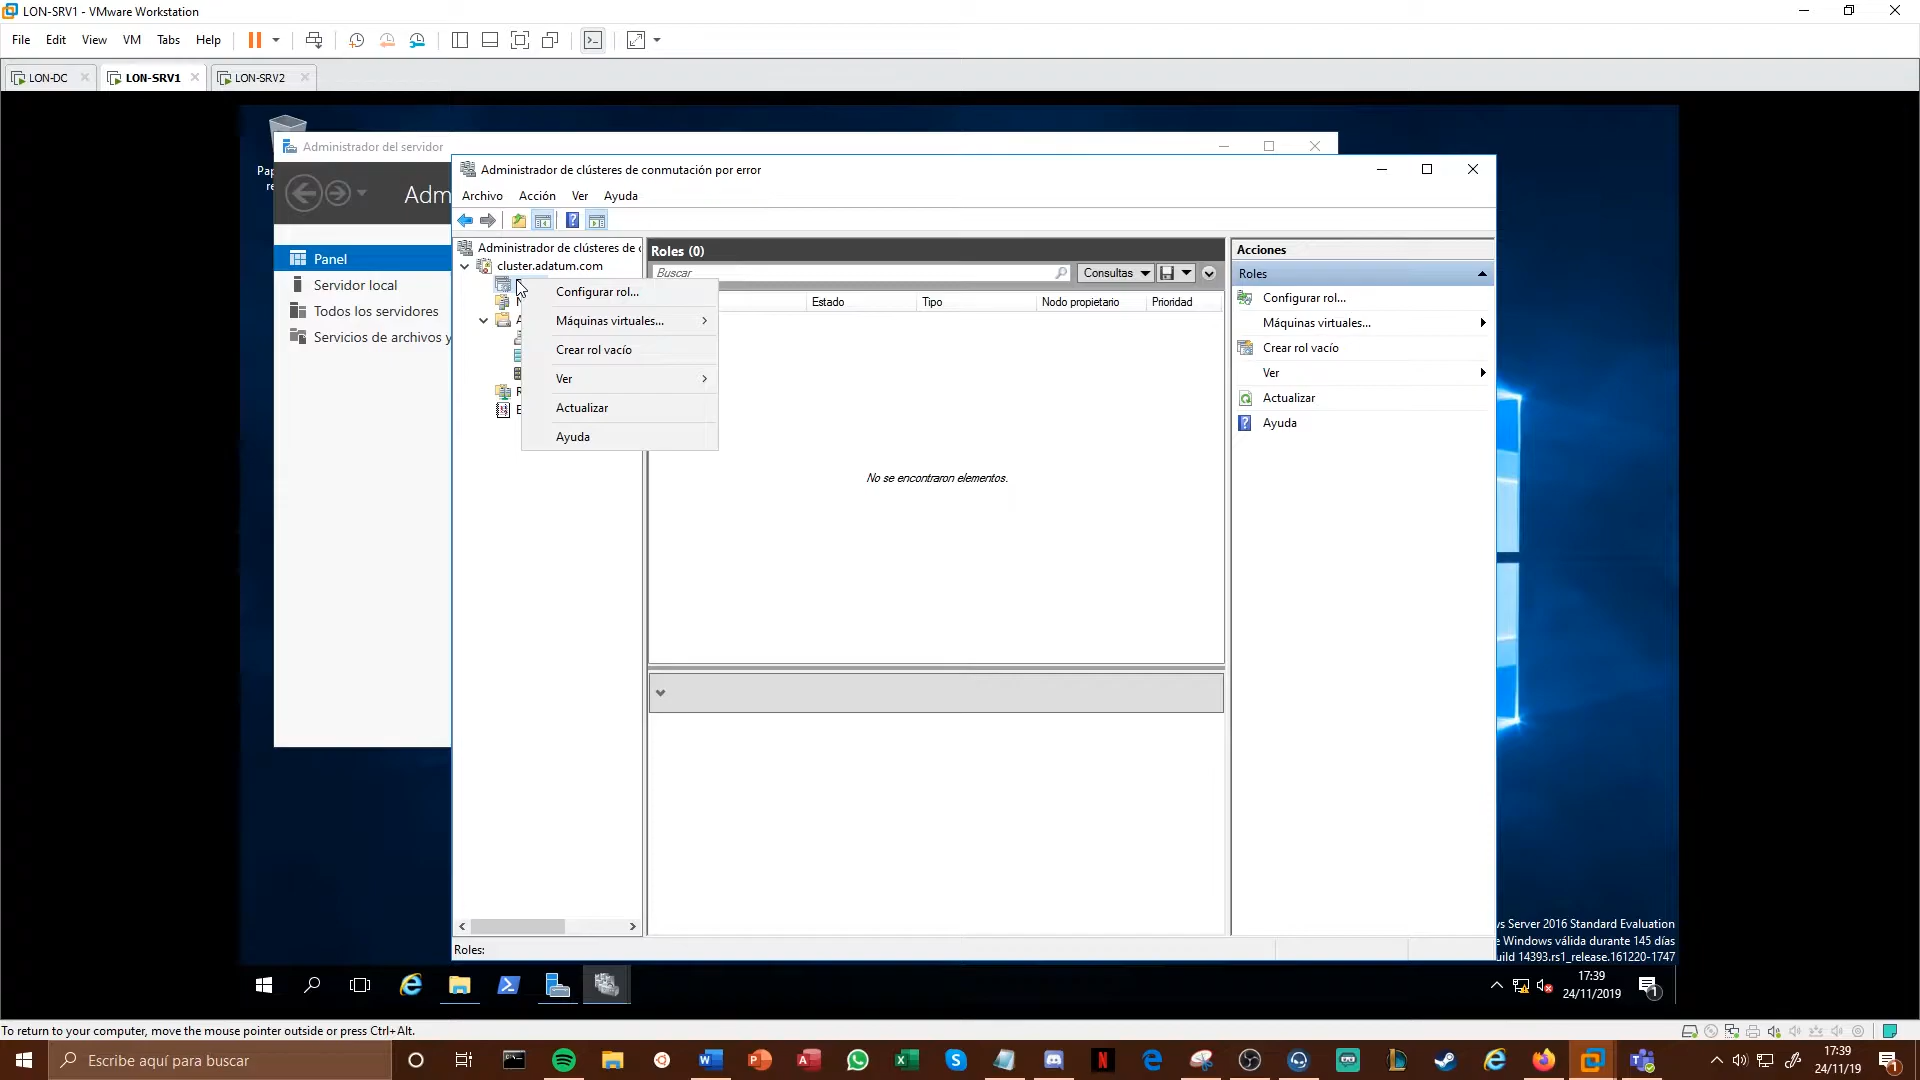 LON-SRV1 - VMware Workstation
File Edit View VM Tabs Help
LON-DC LON-SRV1 LON-SRV2
Administrador del servidor
Administrador de clústeres de conmutación por error
Archivo Acción Ver Ayuda
Panel
Servidor local
Todos los servidores
Servicios de archivos y
Administrador de clústeres de c
cluster.adatum.com
Configurar rol...
Máquinas virtuales...
Crear rol vacío
Ver
Actualizar
Ayuda
Roles (0)
Buscar
Consultas
Estado Tipo Nodo propietario Prioridad
No se encontraron elementos.
Acciones
Roles
Configurar rol...
Máquinas virtuales...
Crear rol vacío
Ver
Actualizar
Ayuda
Roles:
s Server 2016 Standard Evaluation
e Windows válida durante 145 días
uild 14393.rs1_release.161220-1747
17:39
24/11/2019
To return to your computer, move the mouse pointer outside or press Ctrl+Alt.
Escribe aquí para buscar
17:39
24/11/19